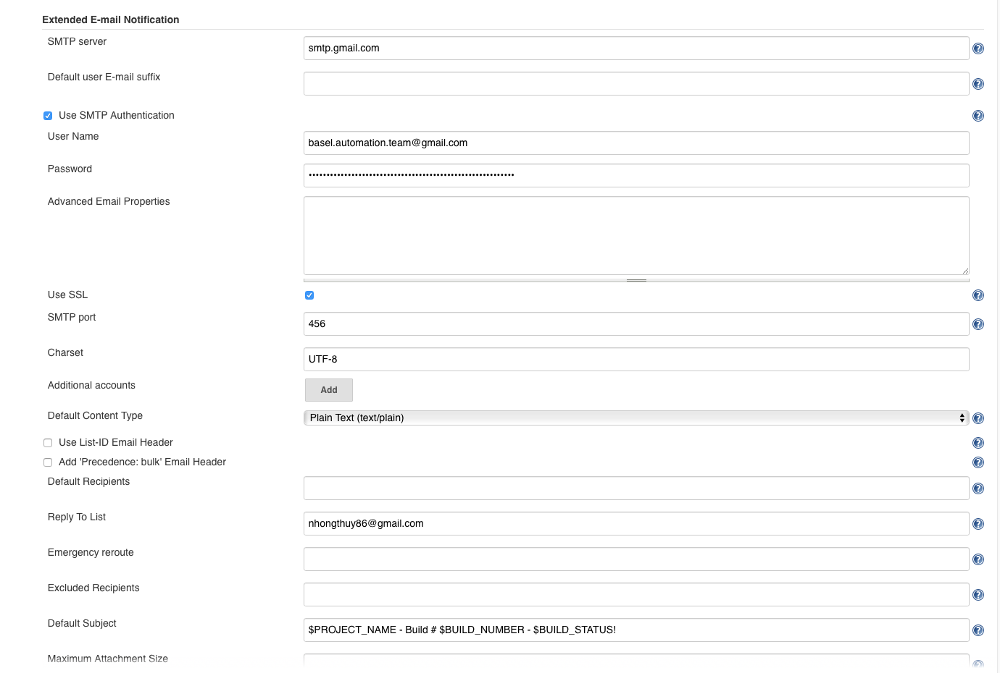 Extended E-mail Notification
SMTP server
smtp.gmail.com
Default user E-mail suffix
Use SMTP Authentication
User Name
basel.automation.team@gmail.com
Password
Advanced Email Properties
Use SSL
SMTP port
456
Charset
UTF-8
Additional accounts
Add
Default Content Type
Plain Text (text/plain)
Use List-ID Email Header
Add 'Precedence: bulk' Email Header
Default Recipients
Reply To List
nhongthuy86@gmail.com
Emergency reroute
Excluded Recipients
Default Subject
$PROJECT_NAME - Build # $BUILD_NUMBER - $BUILD_STATUS!
Maximum Attachment Size